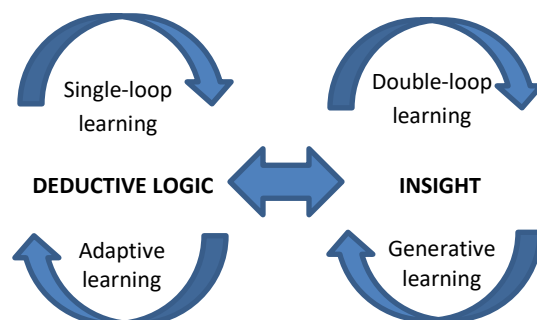 Single-loop
learning
Double-loop
learning
DEDUCTIVE LOGIC
INSIGHT
Adaptive
learning
Generative
learning